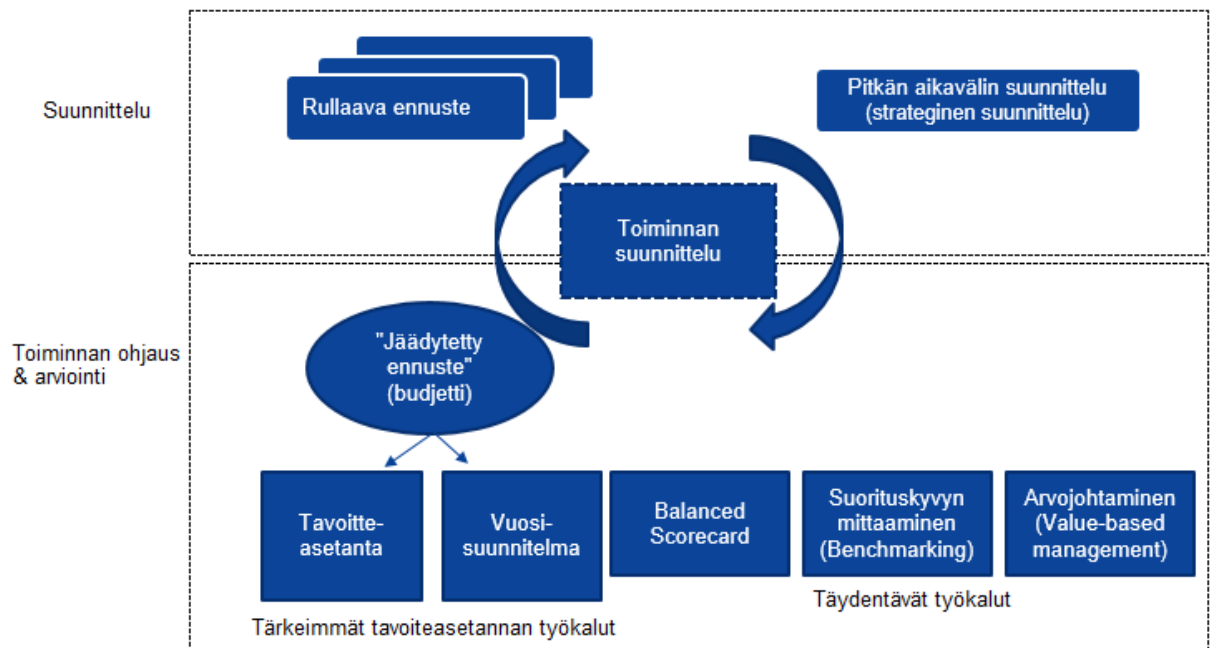 Suunnittelu
Rullaava ennuste
Pitkän aikavälin suunnittelu
(strateginen suunnittelu)
Toiminnan
suunnittelu
Toiminnan ohjaus
& arviointi
"Jäädytetty
ennuste"
(budjetti)
Tavoitte-
asetanta
Vuosi-
suunnitelma
Balanced
Scorecard
Suorituskyvyn
mittaaminen
(Benchmarking)
Arvojohtaminen
(Value-based
management)
Tärkeimmät tavoiteasetannan työkalut
Täydentävät työkalut